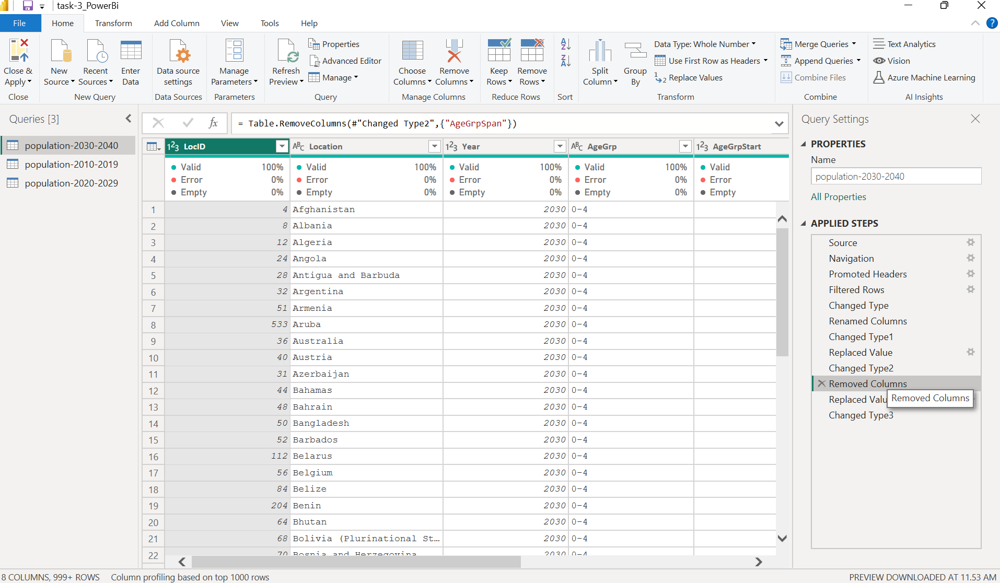 task-3_PowerBi
File Home Transform Add Column View Tools Help
Close & Apply
Close
New Source
Recent Sources
Enter Data
New Query
Data source settings
Data Sources
Manage Parameters
Parameters
Refresh Preview
Properties
Advanced Editor
Manage
Query
Choose Columns
Remove Columns
Manage Columns
Keep Rows
Remove Rows
Reduce Rows
Sort
Split Column
Group By
Data Type: Whole Number
Use First Row as Headers
Replace Values
Transform
Merge Queries
Append Queries
Combine Files
Combine
Text Analytics
Vision
Azure Machine Learning
AI Insights
Queries [3]
population-2030-2040
population-2010-2019
population-2020-2029
fx = Table.RemoveColumns(#"Changed Type2",{"AgeGrpSpan"})
123 LocID ABC Location 123 Year ABC AgeGrp 123 AgeGrpStart
Valid 100% Valid 100% Valid 100% Valid 100% Valid
Error 0% Error 0% Error 0% Error 0% Error
Empty 0% Empty 0% Empty 0% Empty 0% Empty
1 4 Afghanistan 2030 0-4
2 8 Albania 2030 0-4
3 12 Algeria 2030 0-4
4 24 Angola 2030 0-4
5 28 Antigua and Barbuda 2030 0-4
6 32 Argentina 2030 0-4
7 51 Armenia 2030 0-4
8 533 Aruba 2030 0-4
9 36 Australia 2030 0-4
10 40 Austria 2030 0-4
11 31 Azerbaijan 2030 0-4
12 44 Bahamas 2030 0-4
13 48 Bahrain 2030 0-4
14 50 Bangladesh 2030 0-4
15 52 Barbados 2030 0-4
16 112 Belarus 2030 0-4
17 56 Belgium 2030 0-4
18 84 Belize 2030 0-4
19 204 Benin 2030 0-4
20 64 Bhutan 2030 0-4
21 68 Bolivia (Plurinational St... 2030 0-4
22 70 Bosnia and Herzegovina 2030 0-4
Query Settings
PROPERTIES
Name
population-2030-2040
All Properties
APPLIED STEPS
Source
Navigation
Promoted Headers
Filtered Rows
Changed Type
Renamed Columns
Changed Type1
Replaced Value
Changed Type2
Removed Columns
Replaced Valu
Removed Columns
Changed Type3
8 COLUMNS, 999+ ROWS Column profiling based on top 1000 rows
PREVIEW DOWNLOADED AT 11.53 AM